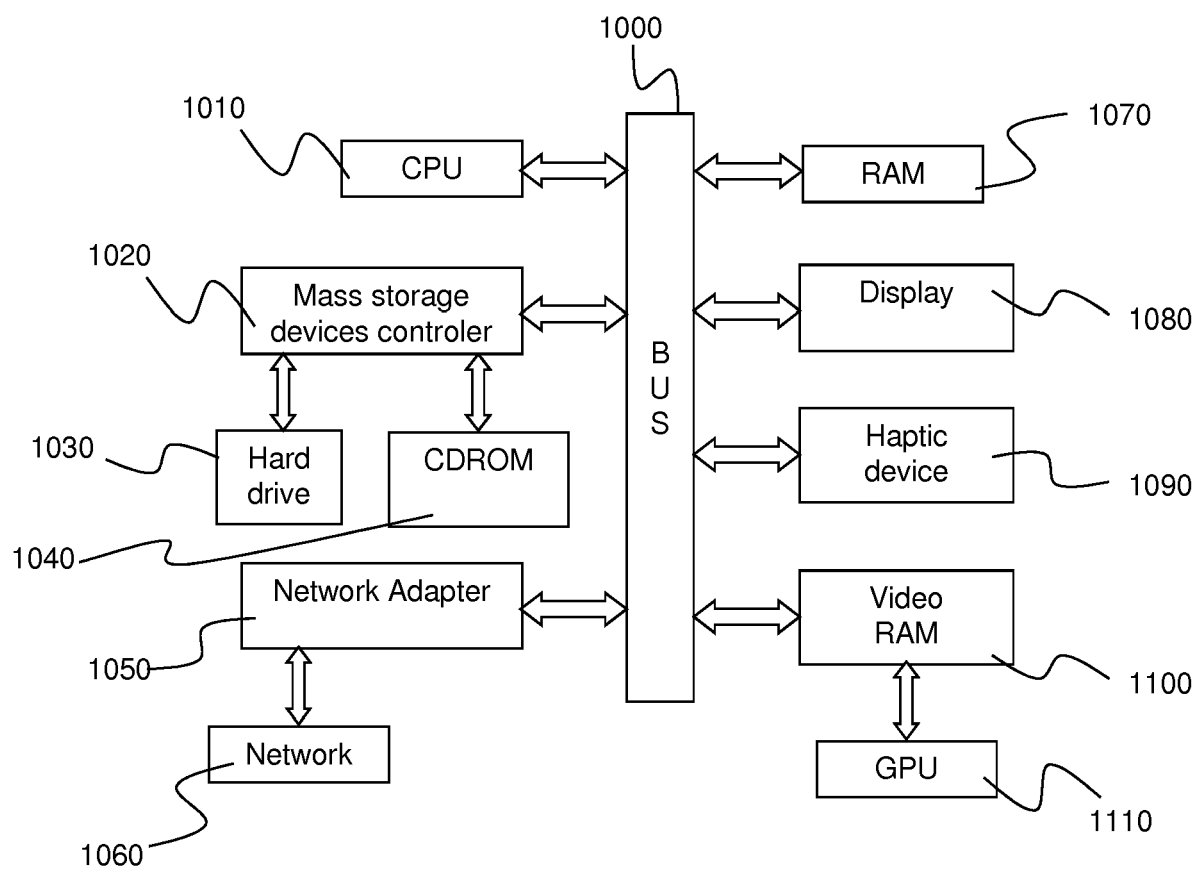 1000
1010
CPU
1070
RAM
1020
Mass storage
devices controler
Display
1080
B
U
S
1030
Hard
drive
CDROM
Haptic
device
1090
1040
Network Adapter
1050
Video
RAM
1100
Network
1060
GPU
1110